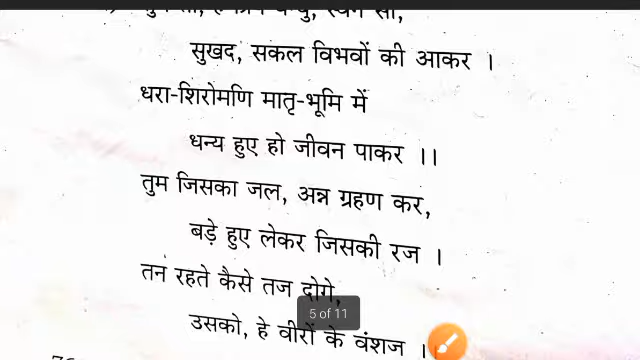 सुखद, सकल विभवों की आकर ।
धरा-शिरोमणि मातृ-भूमि में
धन्य हुए हो जीवन पाकर ।।
तुम जिसका जल, अन्न ग्रहण कर,
बड़े हुए लेकर जिसकी रज ।
तन रहते कैसे तज दोगे,
5 of 11
उसको, हे वीरों के वंशज ।